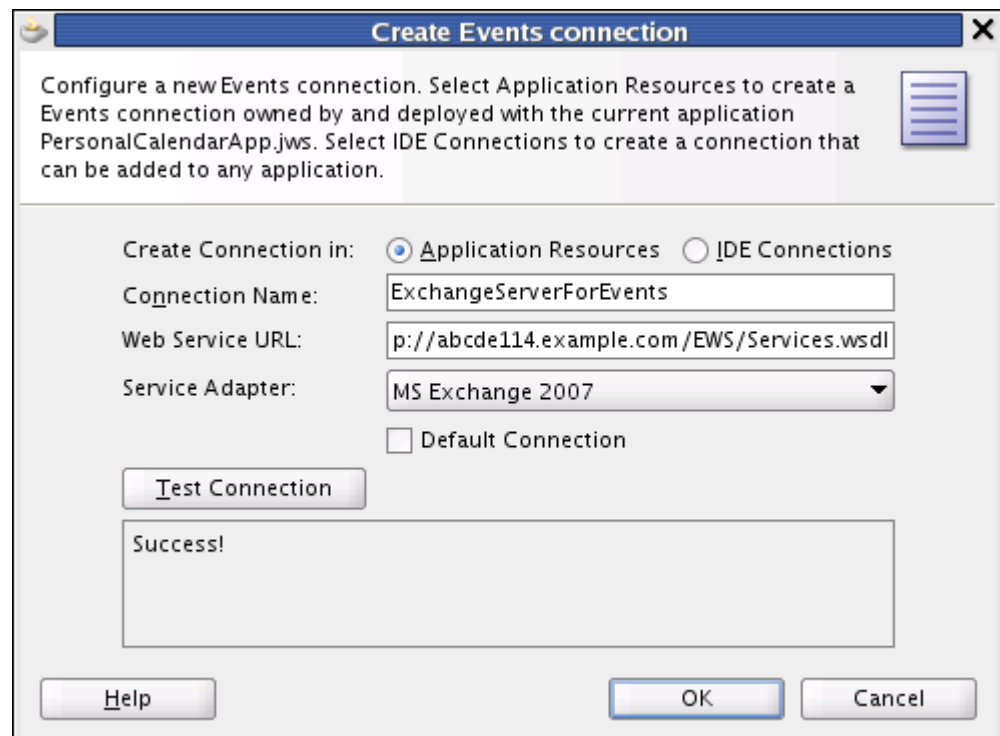 Create Events connection
Configure a new Events connection. Select Application Resources to create a
Events connection owned by and deployed with the current application
PersonalCalendarApp.jws. Select IDE Connections to create a connection that
can be added to any application.
Create Connection in: Application Resources IDE Connections
Connection Name: ExchangeServerForEvents
Web Service URL: p://abcde114.example.com/EWS/Services.wsdl
Service Adapter: MS Exchange 2007
Default Connection
Test Connection
Success!
Help OK Cancel